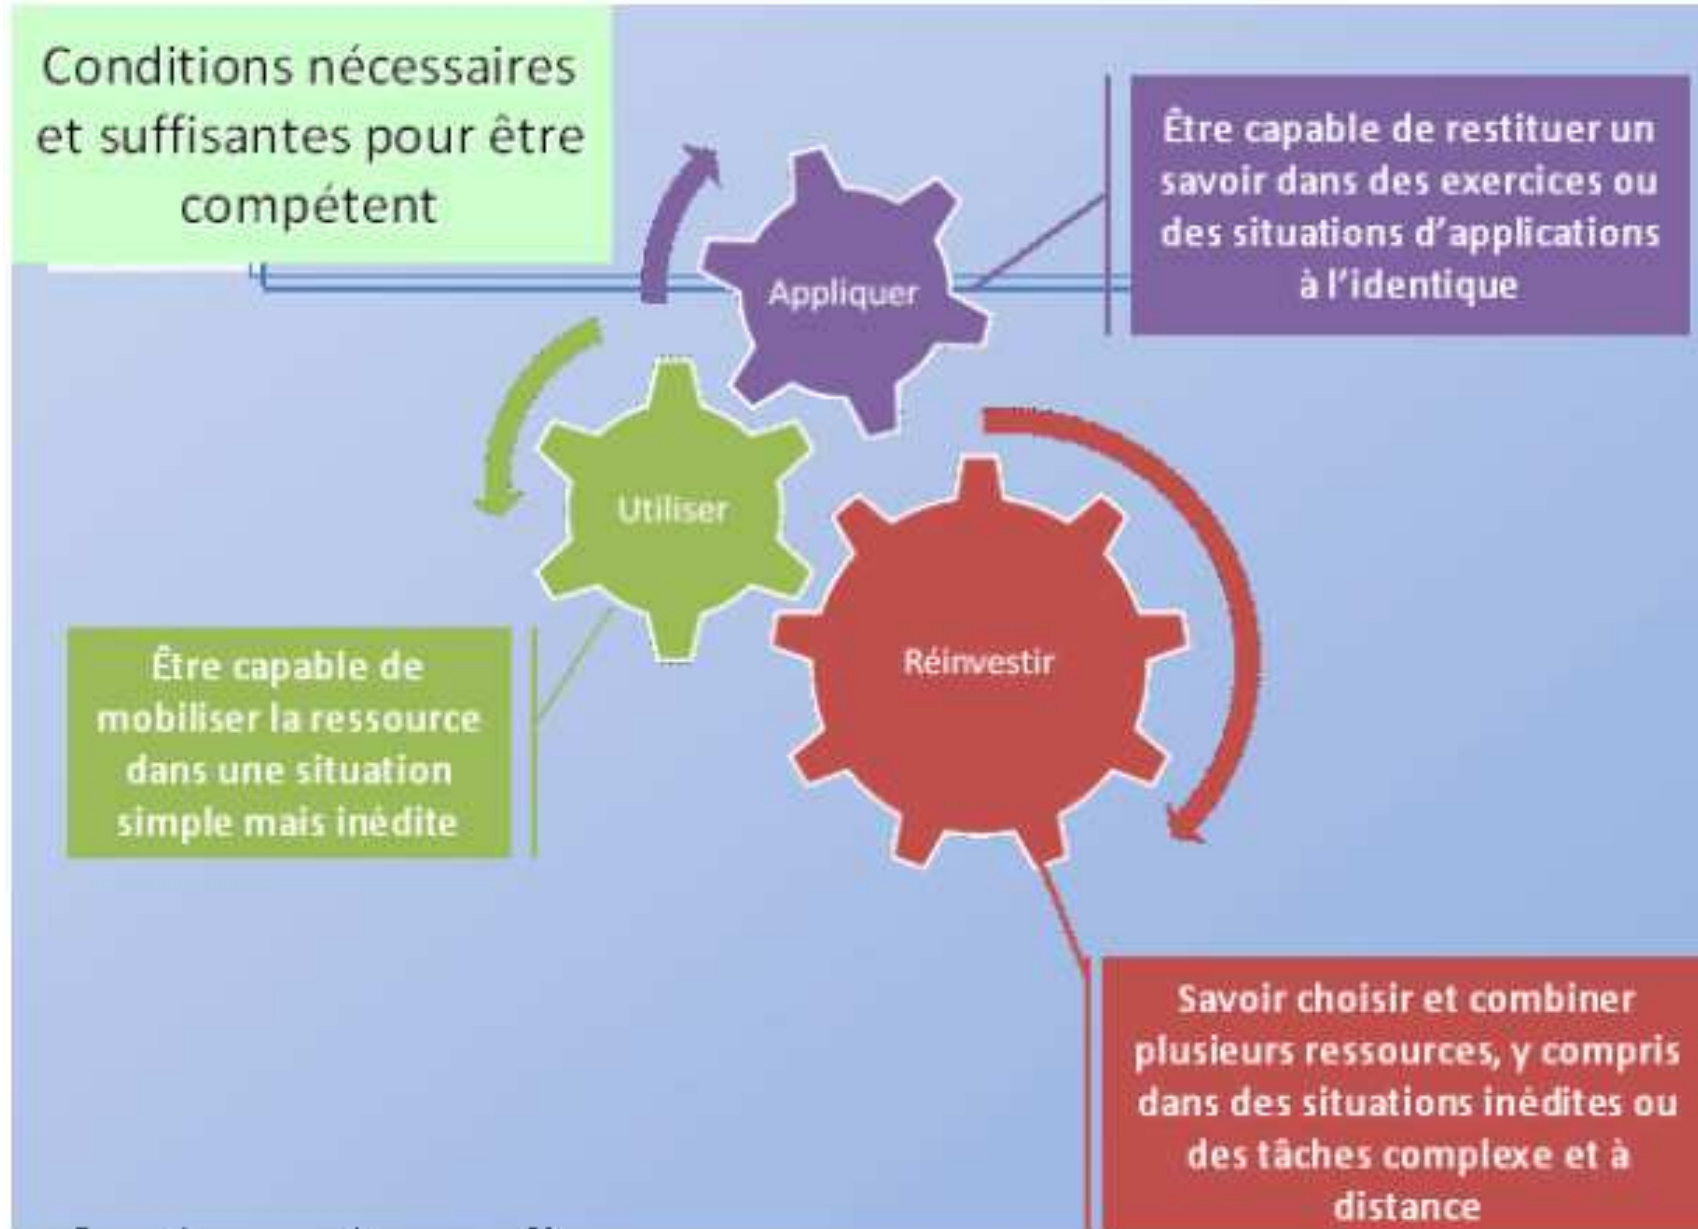 Conditions nécessaires
et suffisantes pour être
compétent
Être capable de restituer un
savoir dans des exercices ou
des situations d'applications
à l'identique
Appliquer
Utiliser
Réinvestir
Être capable de
mobiliser la ressource
dans une situation
simple mais inédite
Savoir choisir et combiner
plusieurs ressources, y compris
dans des situations inédites ou
des tâches complexe et à
distance